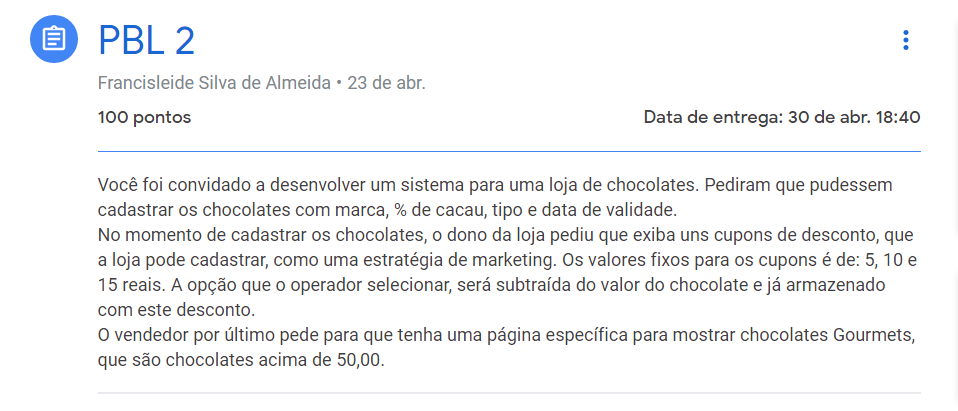 PBL 2
Francisleide Silva de Almeida • 23 de abr.
100 pontos
Data de entrega: 30 de abr. 18:40
Você foi convidado a desenvolver um sistema para uma loja de chocolates. Pediram que pudessem
cadastrar os chocolates com marca, % de cacau, tipo e data de validade.
No momento de cadastrar os chocolates, o dono da loja pediu que exiba uns cupons de desconto, que
a loja pode cadastrar, como uma estratégia de marketing. Os valores fixos para os cupons é de: 5, 10 e
15 reais. A opção que o operador selecionar, será subtraída do valor do chocolate e já armazenado
com este desconto.
O vendedor por último pede para que tenha uma página específica para mostrar chocolates Gourmets,
que são chocolates acima de 50,00.